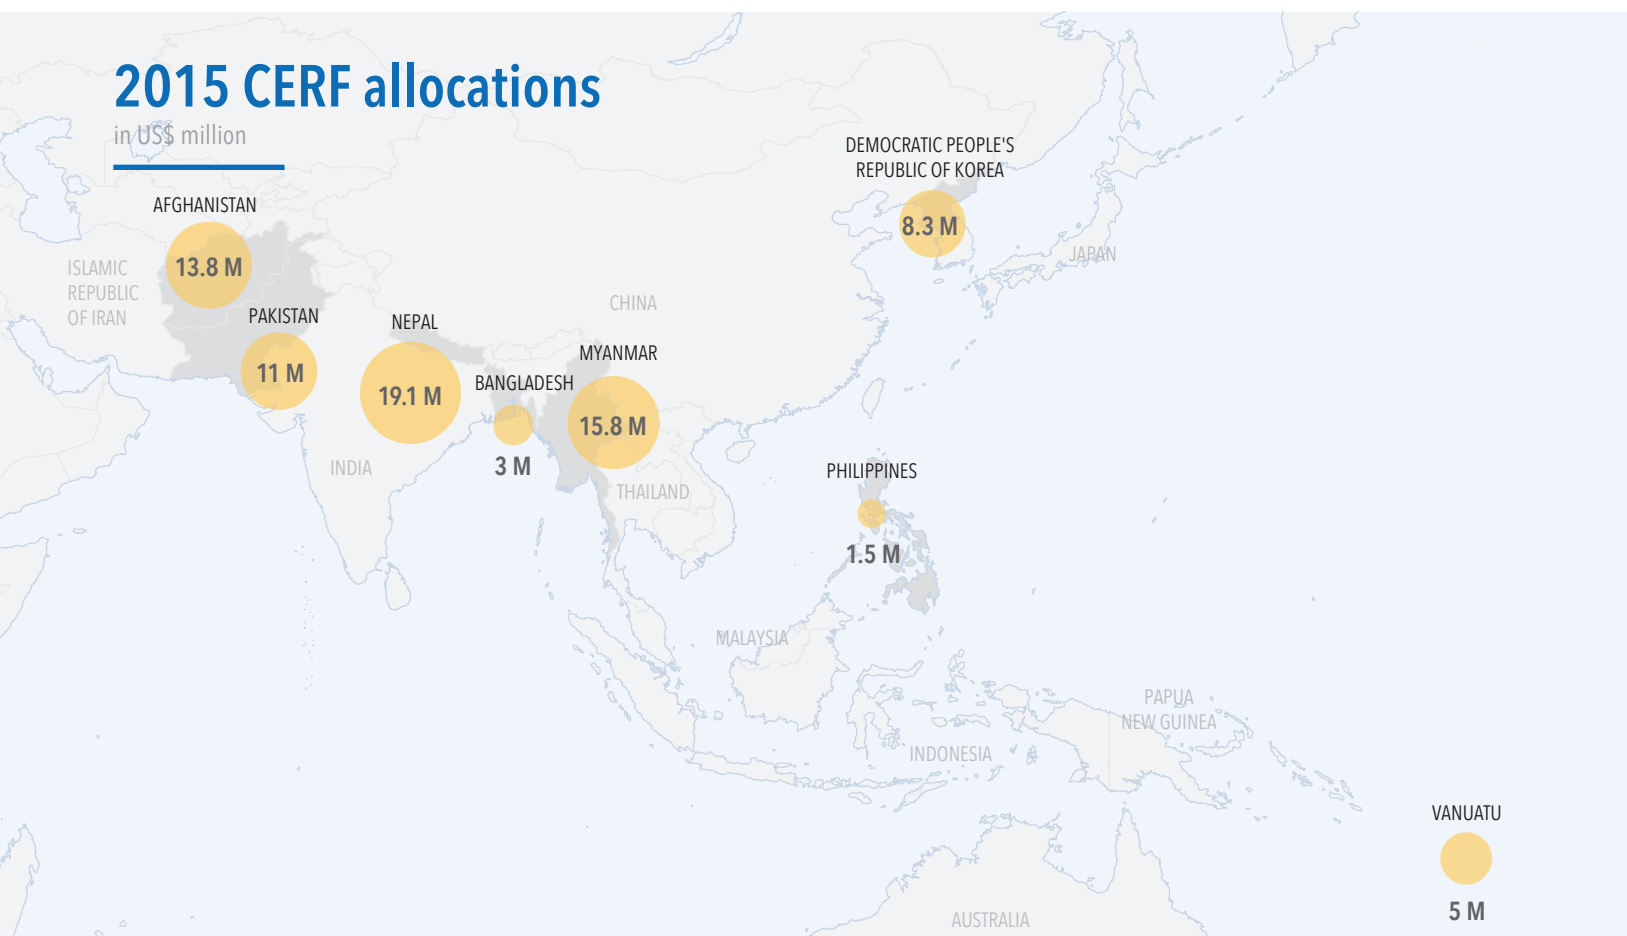 2015 CERF allocations
in US$ million
DEMOCRATIC PEOPLE'S
REPUBLIC OF KOREA
8.3 M
AFGHANISTAN
13.8 M
ISLAMIC
REPUBLIC
OF IRAN
JAPAN
CHINA
PAKISTAN
11 M
NEPAL
19.1 M
MYANMAR
15.8 M
BANGLADESH
3 M
INDIA
THAILAND
PHILIPPINES
1.5 M
MALAYSIA
PAPUA
NEW GUINEA
INDONESIA
VANUATU
5 M
AUSTRALIA